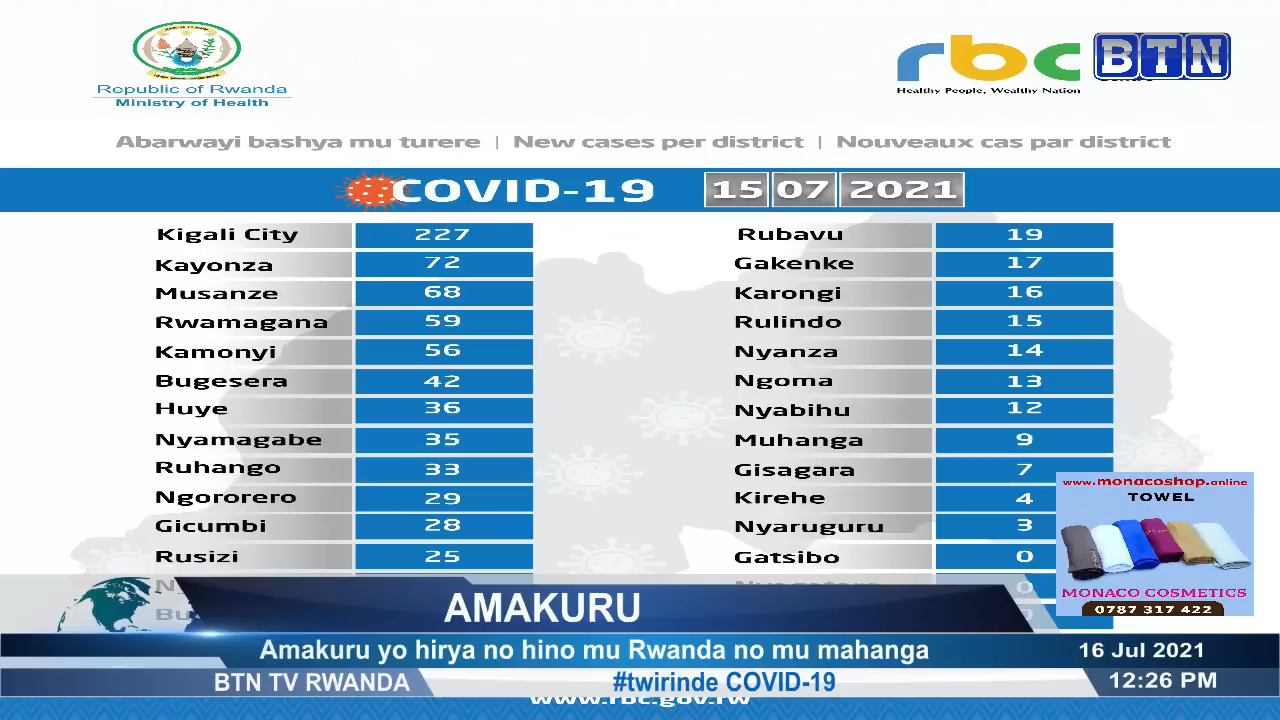 Republic of Rwanda
Ministry of Health
rbc BTN
Healthy People, Wealthy Nation
Abarwayi bashya mu turere | New cases per district | Nouveaux cas par district
COVID-19 15 07 2021
Kigali City 227
Kayonza 72
Musanze 68
Rwamagana 59
Kamonyi 56
Bugesera 42
Huye 36
Nyamagabe 35
Ruhango 33
Ngororero 29
Gicumbi 28
Rusizi 25
Rubavu 19
Gakenke 17
Karongi 16
Rulindo 15
Nyanza 14
Ngoma 13
Nyabihu 12
Muhanga 9
Gisagara 7
Kirehe 4
Nyaruguru 3
Gatsibo 0
Nyagatare 0
www.monacoshop.online
TOWEL
MONACO COSMETICS
0787 317 422
AMAKURU
Amakuru yo hirya no hino mu Rwanda no mu mahanga
16 Jul 2021
BTN TV RWANDA
#twirinde COVID-19
12:26 PM
www.rbc.gov.rw